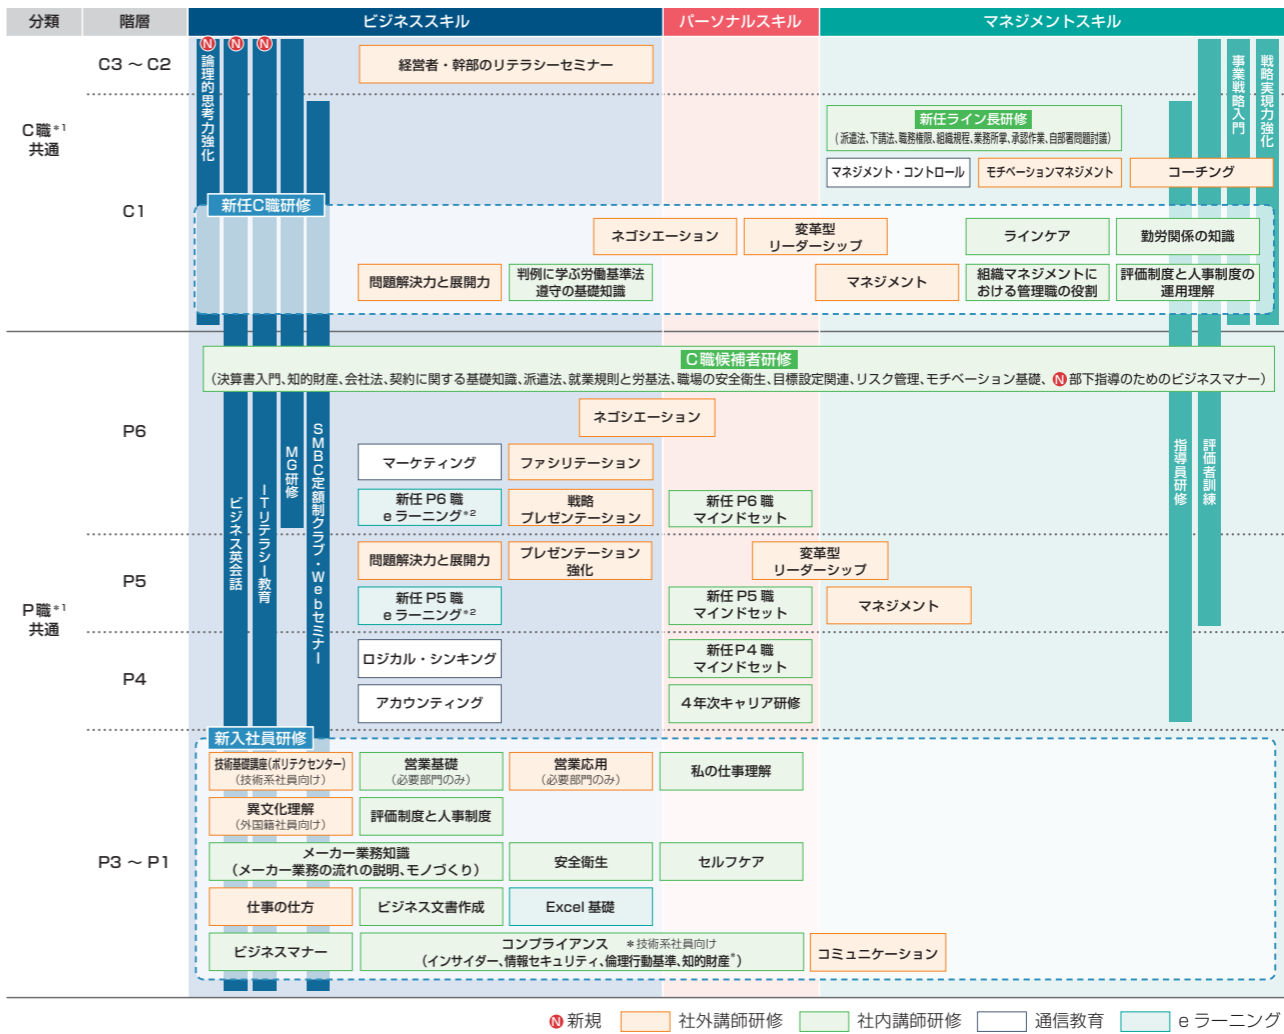 分類
階層
ビジネススキル
パーソナルスキル
マネジメントスキル
C職*1
共通
C3 ～ C2
C1
N
論理的思考力強化
N
ビジネス英会話
N
ITリテラシー教育
MG研修
SMBC定額制クラブ・Webセミナー
経営者・幹部のリテラシーセミナー
新任ライン長研修
(派遣法、下請法、職務権限、組織規程、業務所掌、承認作業、自部署問題討議)
マネジメント・コントロール
モチベーションマネジメント
コーチング
指導員研修
評価者訓練
事業戦略入門
戦略実現力強化
新任C職研修
ネゴシエーション
変革型
リーダーシップ
ラインケア
勤労関係の知識
問題解決力と展開力
判例に学ぶ労働基準法
遵守の基礎知識
マネジメント
組織マネジメントに
おける管理職の役割
評価制度と人事制度の
運用理解
P職*1
共通
P6
C職候補者研修
(決算書入門、知的財産、会社法、契約に関する基礎知識、派遣法、就業規則と労基法、職場の安全衛生、目標設定関連、リスク管理、モチベーション基礎、N部下指導のためのビジネスマナー)
ネゴシエーション
マーケティング
ファシリテーション
新任 P6 職
e ラーニング*2
戦略
プレゼンテーション
新任 P6 職
マインドセット
P5
問題解決力と展開力
プレゼンテーション
強化
変革型
リーダーシップ
新任 P5 職
e ラーニング*2
新任 P5 職
マインドセット
マネジメント
P4
ロジカル・シンキング
新任 P4 職
マインドセット
アカウンティング
4年次キャリア研修
P3 ～ P1
新入社員研修
技術基礎講座(ポリテクセンター)
(技術系社員向け)
営業基礎
(必要部門のみ)
営業応用
(必要部門のみ)
私の仕事理解
異文化理解
(外国籍社員向け)
評価制度と人事制度
メーカー業務知識
(メーカー業務の流れの説明、モノづくり)
安全衛生
セルフケア
仕事の仕方
ビジネス文書作成
Excel 基礎
ビジネスマナー
コンプライアンス ＊技術系社員向け
(インサイダー、情報セキュリティ、倫理行動基準、知的財産*)
コミュニケーション
N 新規
社外講師研修
社内講師研修
通信教育
e ラーニング